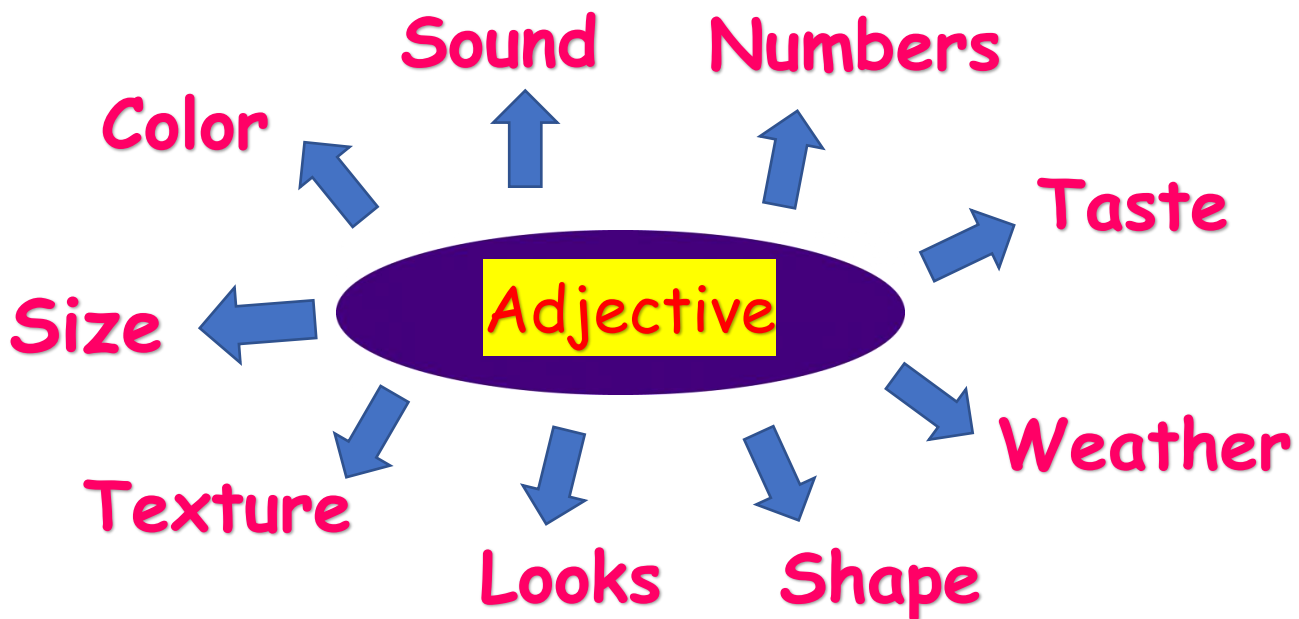 Sound
Numbers
Color
Taste
Adjective
Size
Weather
Texture
Looks
Shape